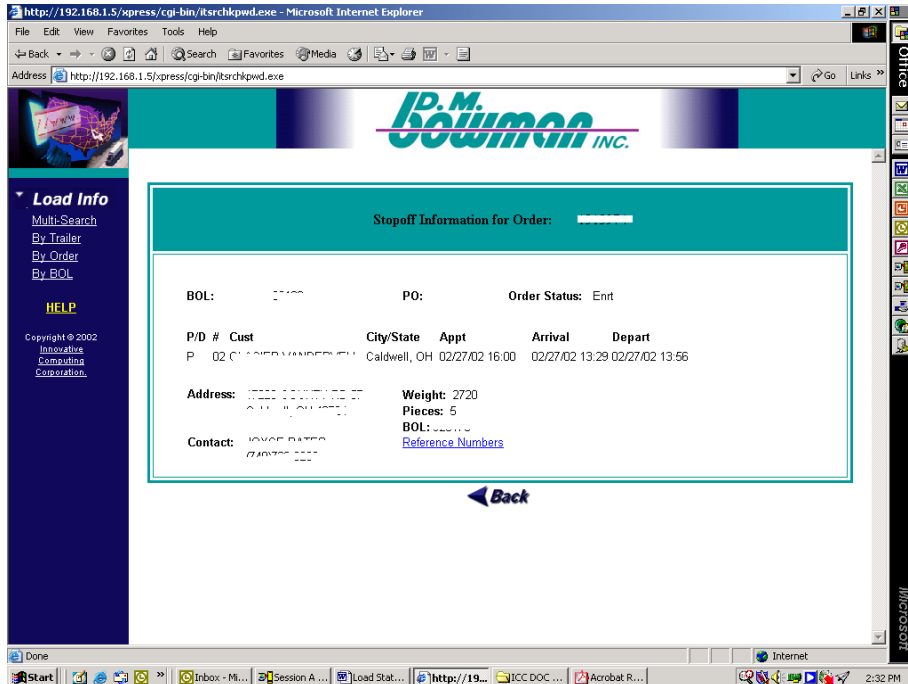 http://192.168.1.5/xpress/cgi-bin/itsrchkpwd.exe - Microsoft Internet Explorer
File Edit View Favorites Tools Help
Back Search Favorites Media
Address http://192.168.1.5/xpress/cgi-bin/itsrchkpwd.exe Go Links »
Office
www
D. M. BOWMAN INC.
Load Info
Multi-Search
By Trailer
By Order
By BOL
HELP
Copyright © 2002
Innovative
Computing
Corporation.
Stopoff Information for Order:
BOL: PO: Order Status: Enrt
P/D # Cust City/State Appt Arrival Depart
P 02 Caldwell, OH 02/27/02 16:00 02/27/02 13:29 02/27/02 13:56
Address: Weight: 2720
Pieces: 5
BOL:
Contact: Reference Numbers
Back
Microsoft
Done Internet
Start » Inbox - Mi... Session A ... Load Stat... http://19... ICC DOC ... Acrobat R... 2:32 PM